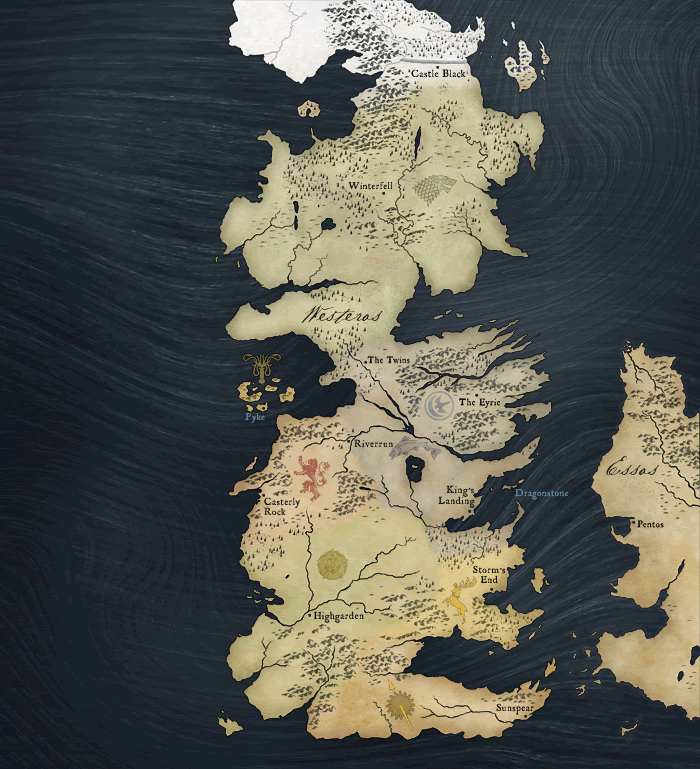 Castle Black
Winterfell
Westeros
The Twins
The Eyrie
Pyke
Riverrun
Essos
King's
Landing
Dragonstone
Casterly
Rock
Pentos
Storm's
End
Highgarden
Sunspear